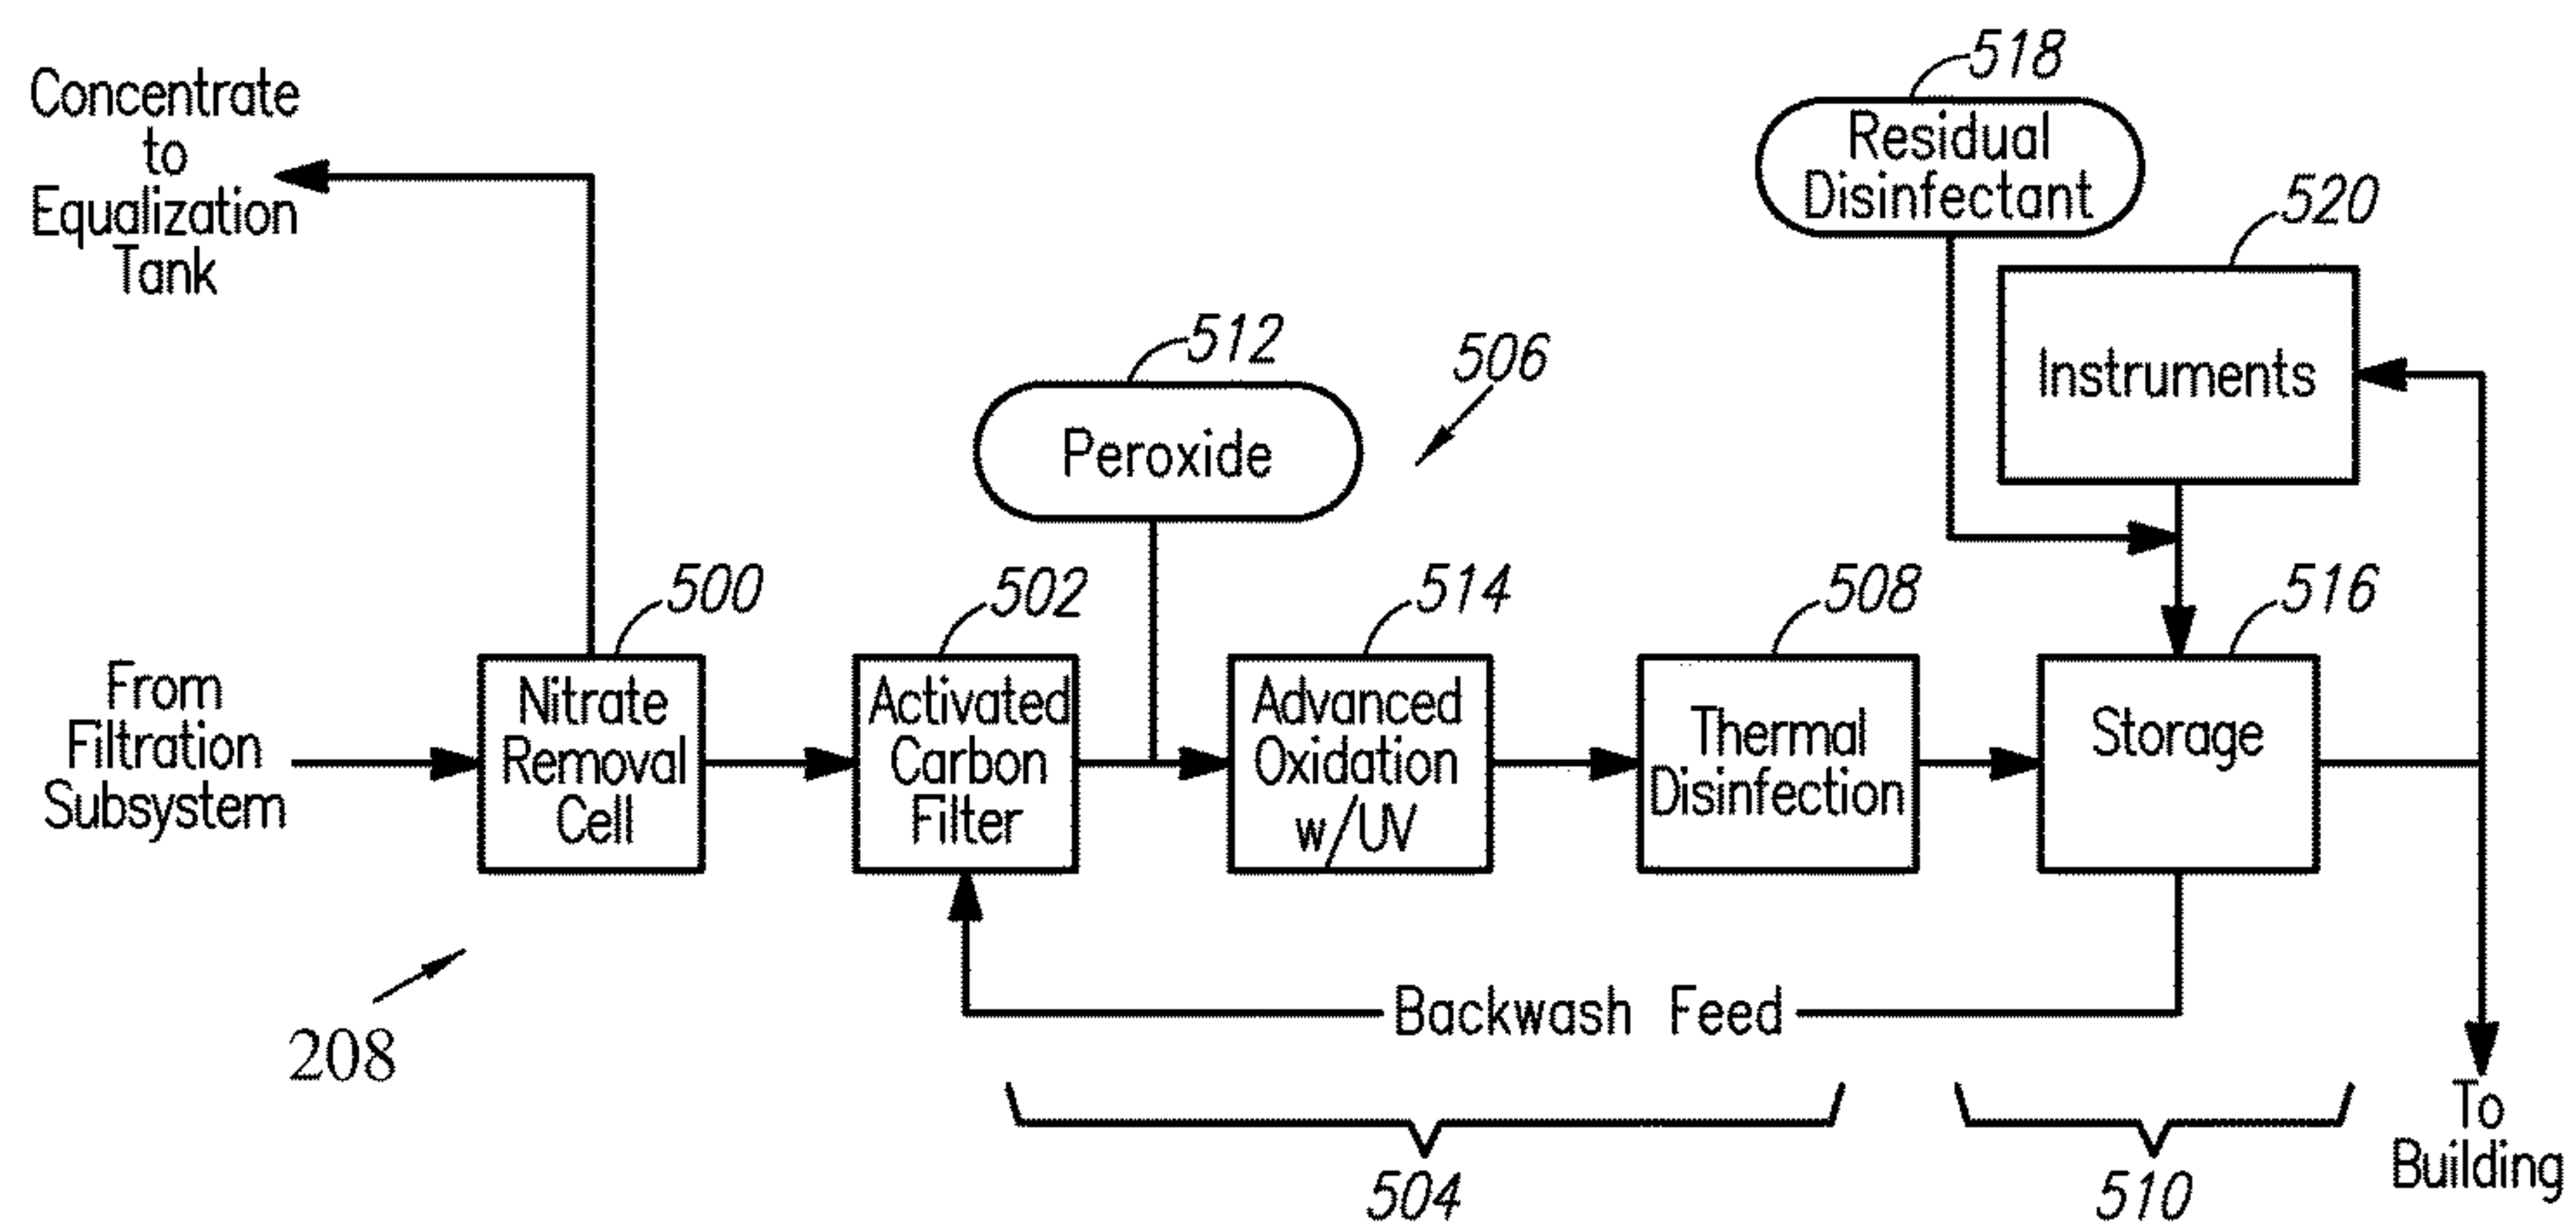 518
Concentrate
to
Equalization
Tank
Residual
Disinfectant
520
512
506
Instruments
Peroxide
500
502
514
508
516
From
Filtration
Subsystem
Nitrate
Removal
Cell
Activated
Carbon
Filter
Advanced
Oxidation
w/UV
Thermal
Disinfection
Storage
208
Backwash Feed
To
Building
504
510